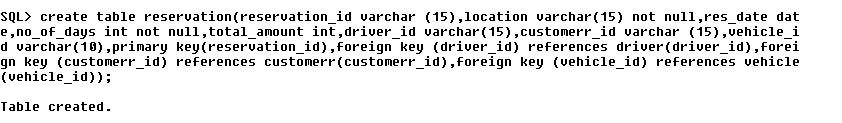 SQL> create table reservation(reservation_id varchar (15),location varchar(15) not null,res_date dat
e,no_of_days int not null,total_amount int,driver_id varchar(15),customerr_id varchar (15),vehicle_i
d varchar(10),primary key(reservation_id),foreign key (driver_id) references driver(driver_id),forei
gn key (customerr_id) references customerr(customerr_id),foreign key (vehicle_id) references vehicle
(vehicle_id));
Table created.